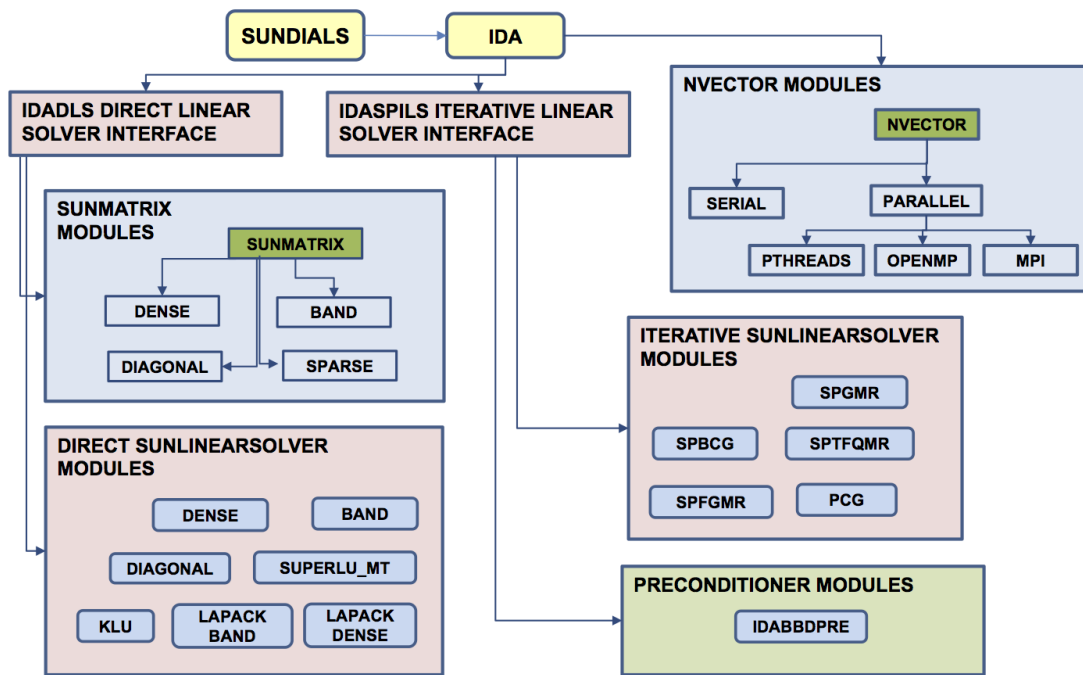 SUNDIALS
IDA
IDADLS DIRECT LINEAR
SOLVER INTERFACE
IDASPILS ITERATIVE LINEAR
SOLVER INTERFACE
NVECTOR MODULES
NVECTOR
SERIAL
PARALLEL
PTHREADS
OPENMP
MPI
SUNMATRIX
MODULES
SUNMATRIX
DENSE
BAND
DIAGONAL
SPARSE
ITERATIVE SUNLINEARSOLVER
MODULES
SPGMR
SPBCG
SPTFQMR
SPFGMR
PCG
DIRECT SUNLINEARSOLVER
MODULES
DENSE
BAND
DIAGONAL
SUPERLU_MT
KLU
LAPACK
BAND
LAPACK
DENSE
PRECONDITIONER MODULES
IDABBDPRE